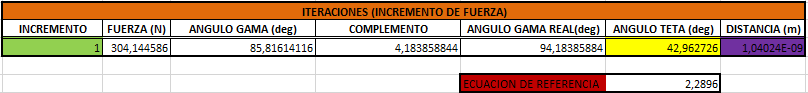 ITERACIONES (INCREMENTO DE FUERZA)
INCREMENTO FUERZA (N) ANGULO GAMA (deg) COMPLEMENTO ANGULO GAMA REAL(deg) ANGULO TETA (deg) DISTANCIA (m)
1 304,144586 85,81614116 4,183858844 94,18385884 42,962726 1,04024E-09
ECUACION DE REFERENCIA 2,2896